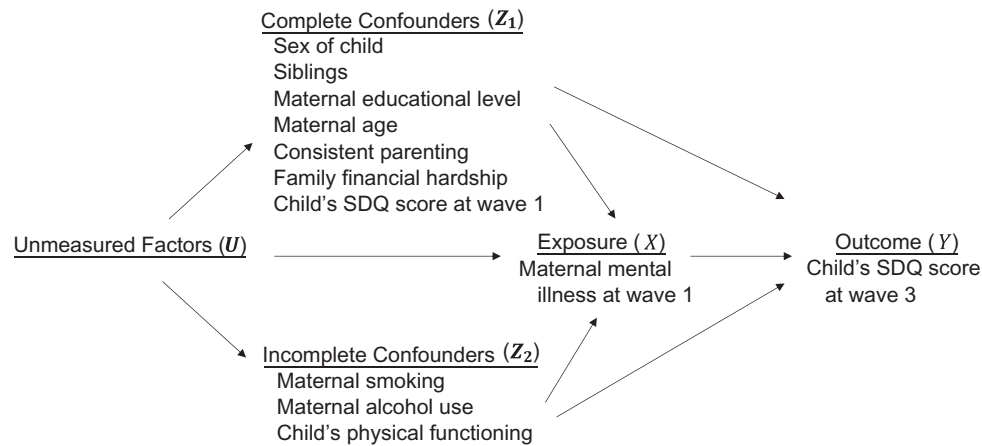 Complete Confounders (Z₁)
Sex of child
Siblings
Maternal educational level
Maternal age
Consistent parenting
Family financial hardship
Child's SDQ score at wave 1
Unmeasured Factors (U)
Exposure (X)
Maternal mental
illness at wave 1
Outcome (Y)
Child's SDQ score
at wave 3
Incomplete Confounders (Z₂)
Maternal smoking
Maternal alcohol use
Child's physical functioning